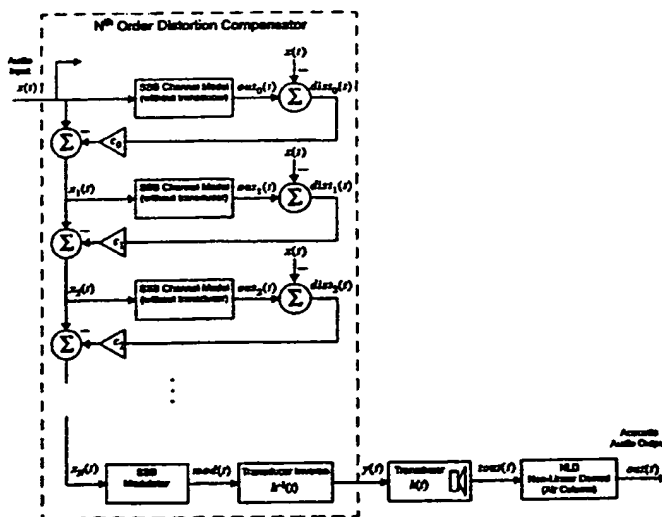 Nth Order Distortion Compensator
Audio Input
x(t)
x(t)
SSB Channel Model (without transducer)
out0(t)
Σ
dist0(t)
−
Σ
−
c0
x(t)
x1(t)
SSB Channel Model (without transducer)
out1(t)
Σ
dist1(t)
−
Σ
−
c1
x(t)
x2(t)
SSB Channel Model (without transducer)
out2(t)
Σ
dist2(t)
−
Σ
−
c2
xN(t)
SSB Modulator
mod(t)
Transducer Inverse
h⁻¹(t)
y(t)
Transducer
h(t)
tout(t)
NLD
Non-Linear Demod
(Air Column)
Acoustic Audio Output
out(t)